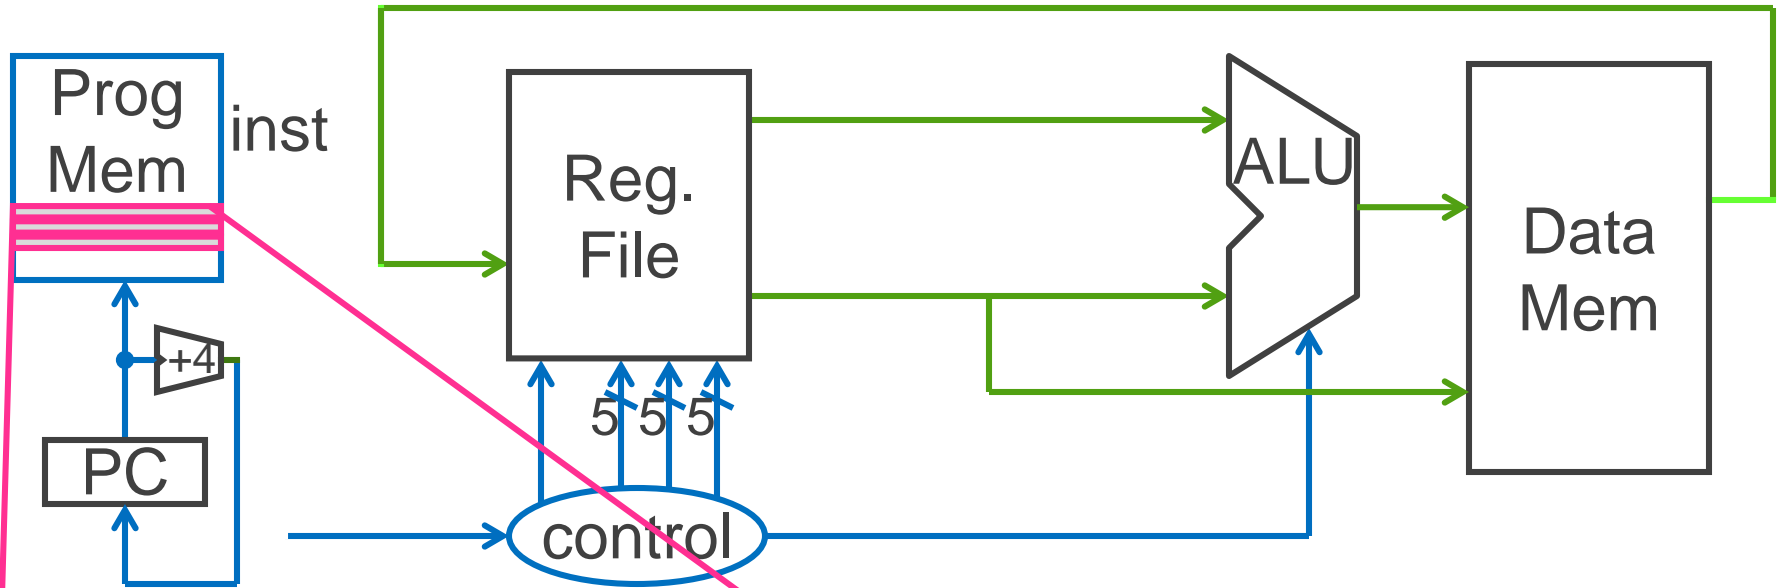 Prog
Mem
inst
+4
PC
Reg.
File
5 5 5
control
ALU
Data
Mem